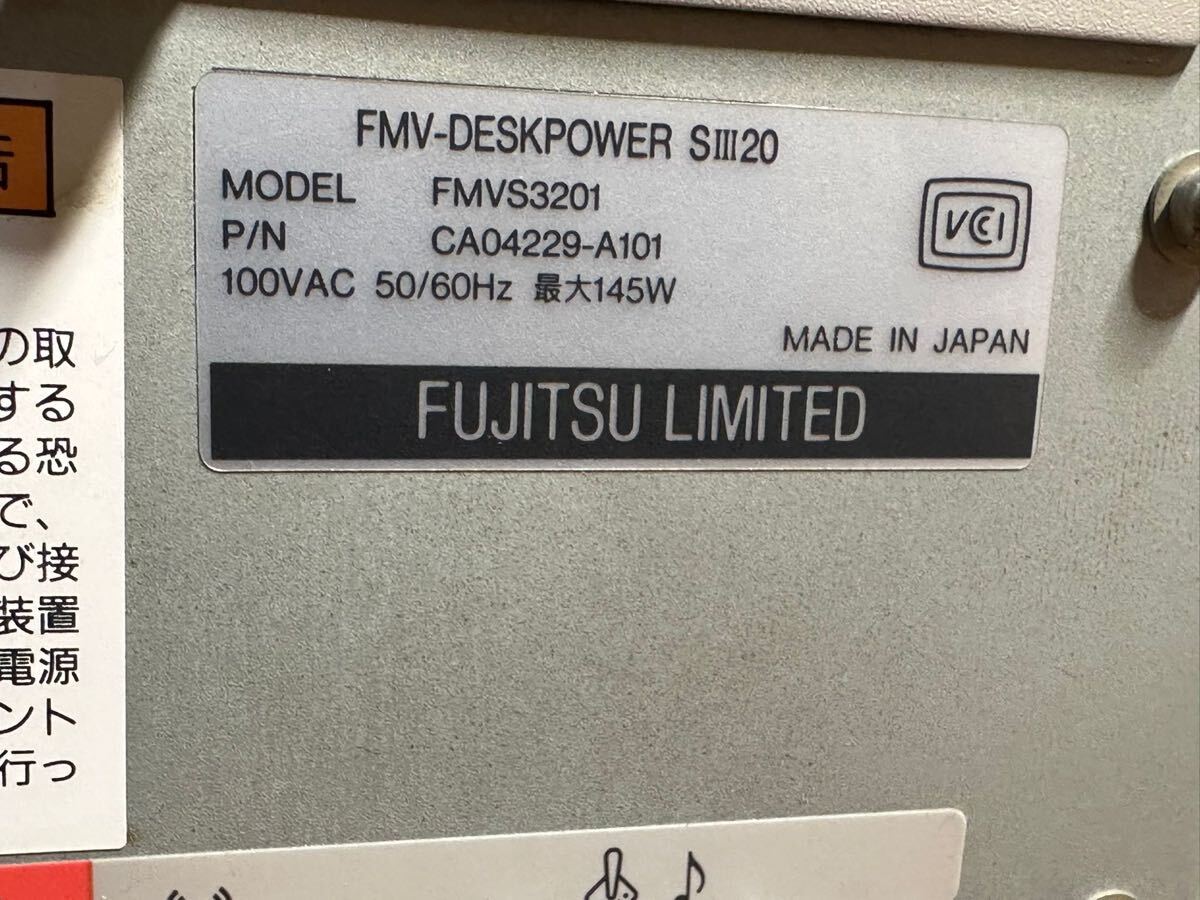 FMV-DESKPOWER SIII20
MODEL FMVS3201
P/N CA04229-A101
100VAC 50/60Hz 最大145W
VCCI
MADE IN JAPAN
FUJITSU LIMITED
の取
する
る恐
で、
び接
装置
電源
ント
行っ